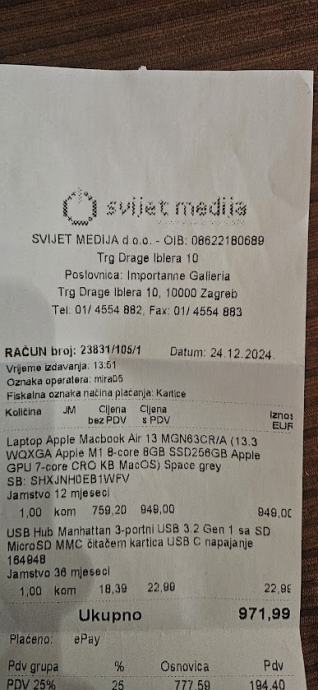 svijet medija
SVIJET MEDIJA d.o.o. - OIB: 08622180689
Trg Drage Iblera 10
Poslovnica: Importanne Galleria
Trg Drage Iblera 10, 10000 Zagreb
Tel: 01/ 4554 882, Fax: 01/ 4554 883
RAČUN broj: 23831/105/1 Datum: 24.12.2024.
Vrijeme izdavanja: 13:51
Oznaka operatera: mira05
Fiskalna oznaka načina plaćanja: Kartice
Količina JM Cijena Cijena Iznos
bez PDV s PDV EUR
Laptop Apple Macbook Air 13 MGN63CR/A (13.3
WQXGA Apple M1 8-core 8GB SSD256GB Apple
GPU 7-core CRO KB MacOS) Space grey
SB: SHXJNH0EB1WFV
Jamstvo 12 mjeseci
1,00 kom 759,20 949,00 949,00
USB Hub Manhattan 3-portni USB 3.2 Gen 1 sa SD
MicroSD MMC čitačem kartica USB C napajanje
164948
Jamstvo 36 mjeseci
1,00 kom 18,39 22,99 22,99
Ukupno 971,99
Plaćeno: ePay
Pdv grupa % Osnovica Pdv
PDV 25% 25 777,59 194,40